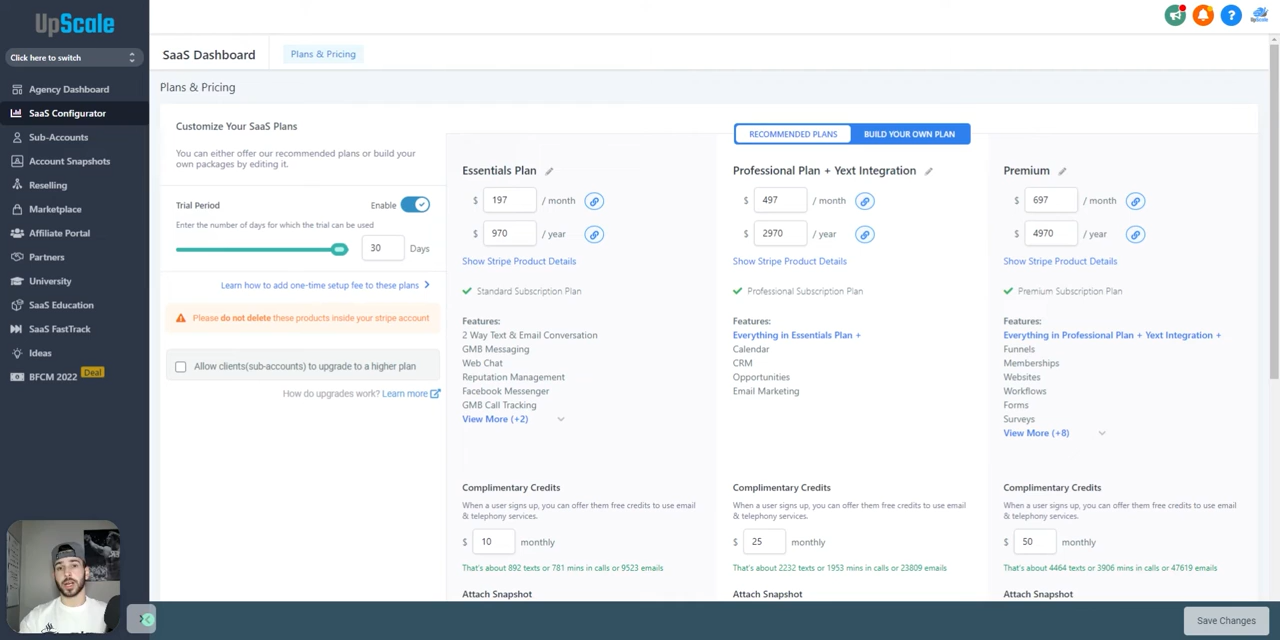 UpScale
Click here to switch
Agency Dashboard
SaaS Configurator
Sub-Accounts
Account Snapshots
Reselling
Marketplace
Affiliate Portal
Partners
University
SaaS Education
SaaS FastTrack
Ideas
BFCM 2022 Deal
SaaS Dashboard
Plans & Pricing
Plans & Pricing
Customize Your SaaS Plans
You can either offer our recommended plans or build your
own packages by editing it.
Trial Period
Enable
Enter the number of days for which the trial can be used
30 Days
Learn how to add one-time setup fee to these plans
Please do not delete these products inside your stripe account
Allow clients(sub-accounts) to upgrade to a higher plan
How do upgrades work? Learn more
RECOMMENDED PLANS
BUILD YOUR OWN PLAN
Essentials Plan
$ 197 / month
$ 970 / year
Show Stripe Product Details
Standard Subscription Plan
Features:
2 Way Text & Email Conversation
GMB Messaging
Web Chat
Reputation Management
Facebook Messenger
GMB Call Tracking
View More (+2)
Complimentary Credits
When a user signs up, you can offer them free credits to use email
& telephony services.
$ 10 monthly
That's about 892 texts or 781 mins in calls or 9523 emails
Attach Snapshot
Professional Plan + Yext Integration
$ 497 / month
$ 2970 / year
Show Stripe Product Details
Professional Subscription Plan
Features:
Everything in Essentials Plan +
Calendar
CRM
Opportunities
Email Marketing
Complimentary Credits
When a user signs up, you can offer them free credits to use email
& telephony services.
$ 25 monthly
That's about 2232 texts or 1953 mins in calls or 23809 emails
Attach Snapshot
Premium
$ 697 / month
$ 4970 / year
Show Stripe Product Details
Premium Subscription Plan
Features:
Everything in Professional Plan + Yext Integration +
Funnels
Memberships
Websites
Workflows
Forms
Surveys
View More (+8)
Complimentary Credits
When a user signs up, you can offer them free credits to use email
& telephony services.
$ 50 monthly
That's about 4464 texts or 3906 mins in calls or 47619 emails
Attach Snapshot
Save Changes